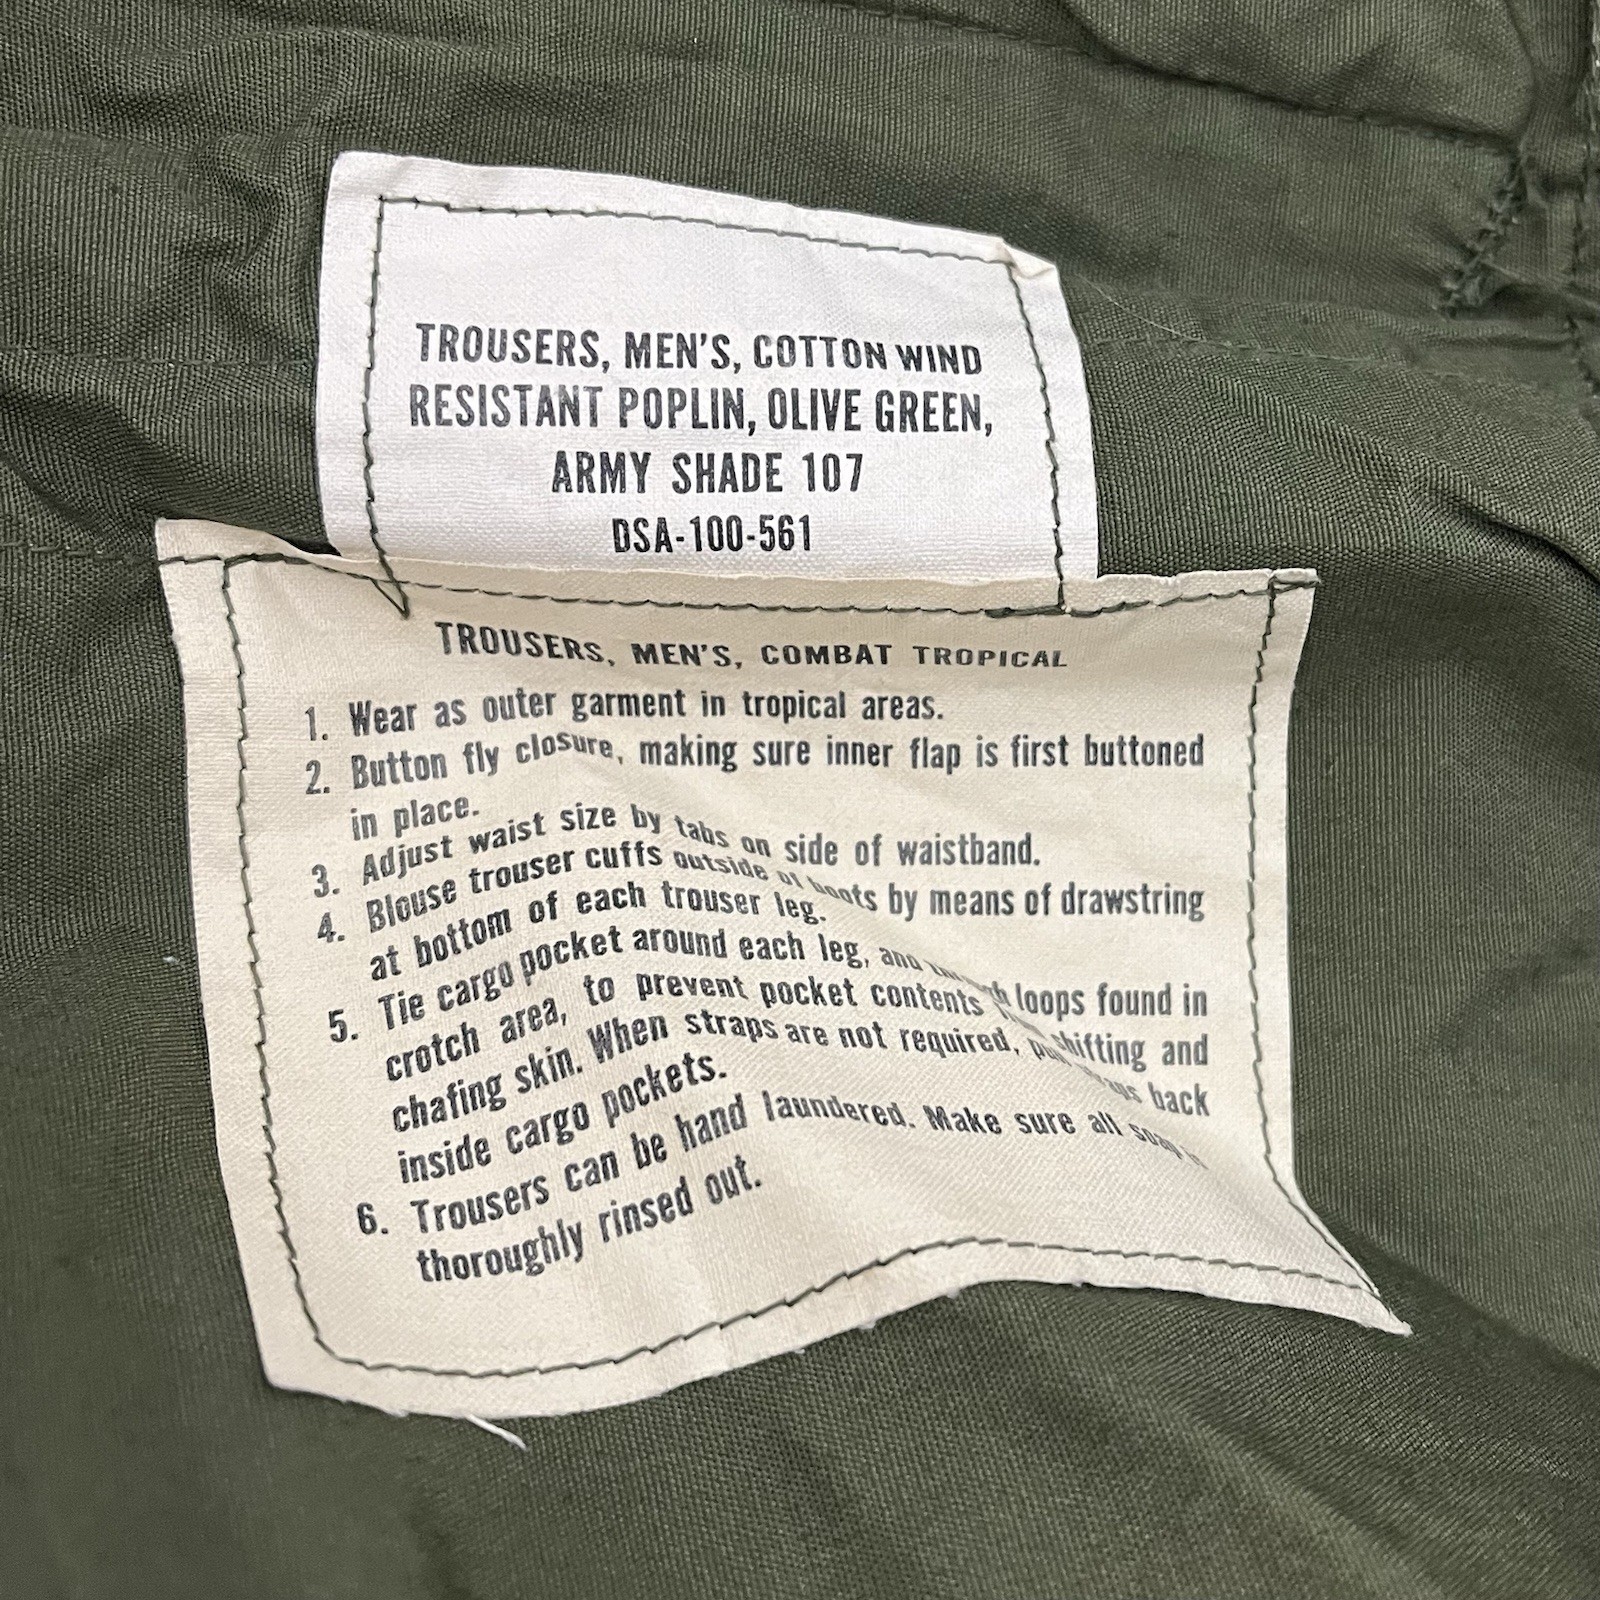 TROUSERS, MEN'S, COTTON WIND
RESISTANT POPLIN, OLIVE GREEN,
ARMY SHADE 107
DSA-100-561
TROUSERS, MEN'S, COMBAT TROPICAL
1. Wear as outer garment in tropical areas.
2. Button fly closure, making sure inner flap is first buttoned
in place.
3. Adjust waist size by tabs on side of waistband.
4. Blouse trouser cuffs outside of boots by means of drawstring
at bottom of each trouser leg.
5. Tie cargo pocket around each leg, and through loops found in
crotch area, to prevent pocket contents shifting and
chafing skin. When straps are not required, straps back
inside cargo pockets.
6. Trousers can be hand laundered. Make sure all soap is
thoroughly rinsed out.